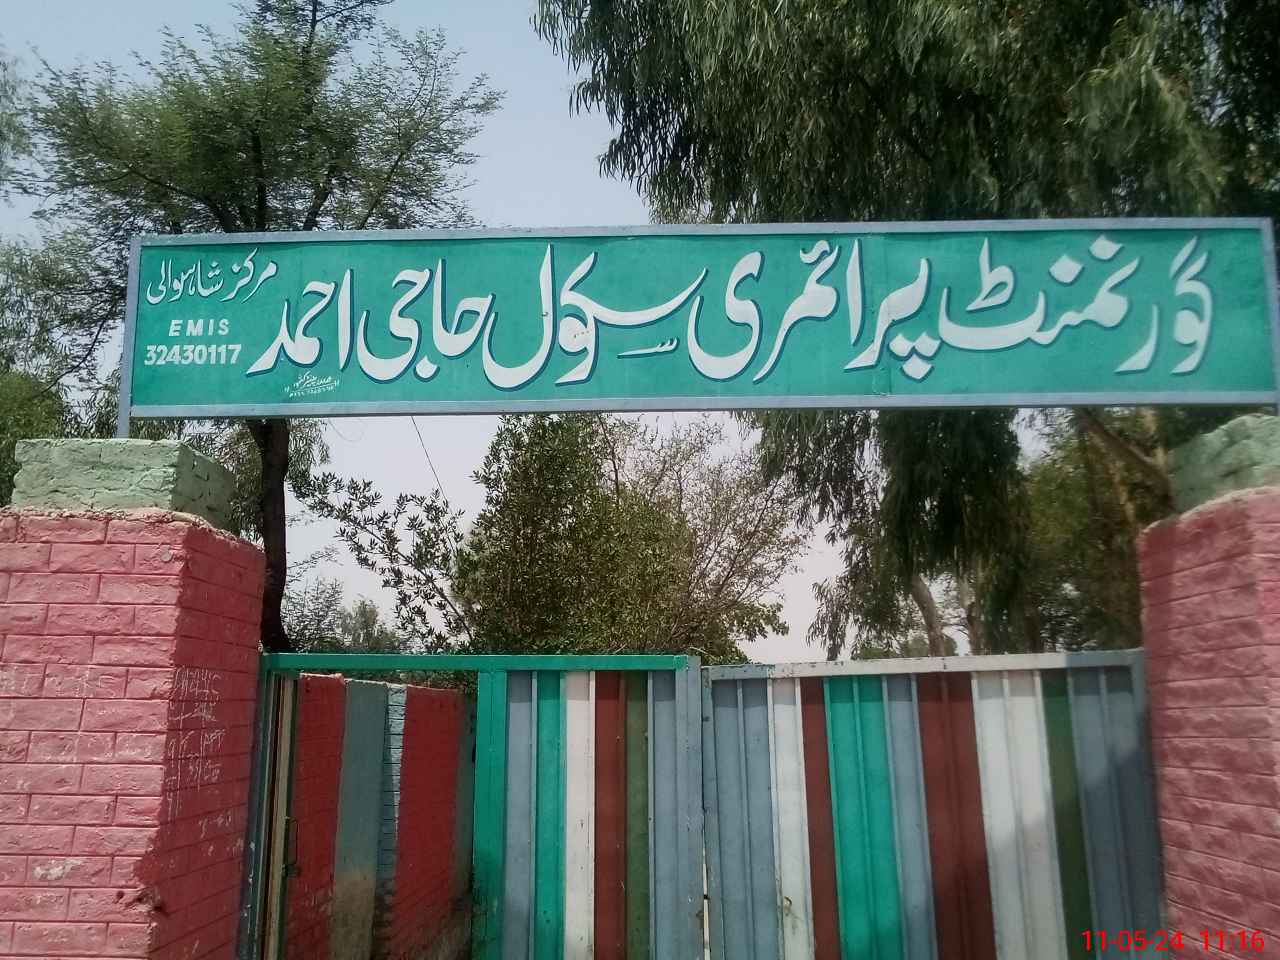 گورنمنٹ پرائمری سکول حاجی احمد
مرکز شاہوالی
EMIS
32430117
11-05-24 11:16